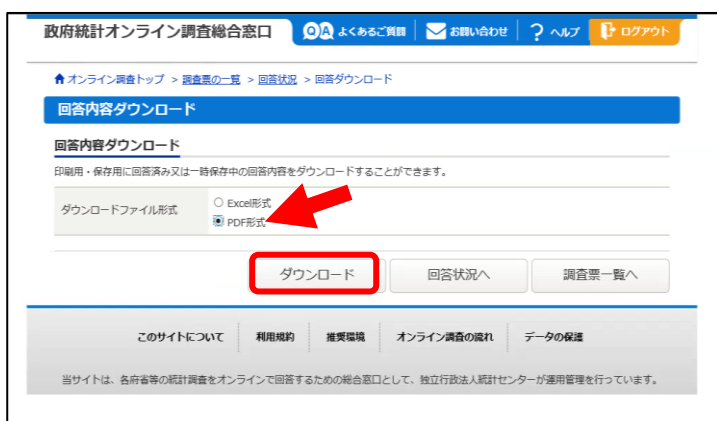 政府統計オンライン調査総合窓口 QA よくあるご質問 お問い合わせ ? ヘルプ ログアウト
オンライン調査トップ > 調査票の一覧 > 回答状況 > 回答ダウンロード
回答内容ダウンロード
回答内容ダウンロード
印刷用・保存用に回答済み又は一時保存中の回答内容をダウンロードすることができます。
ダウンロードファイル形式
Excel形式
PDF形式
ダウンロード 回答状況へ 調査票一覧へ
このサイトについて 利用規約 推奨環境 オンライン調査の流れ データの保護
当サイトは、各府省等の統計調査をオンラインで回答するための総合窓口として、独立行政法人統計センターが運用管理を行っています。